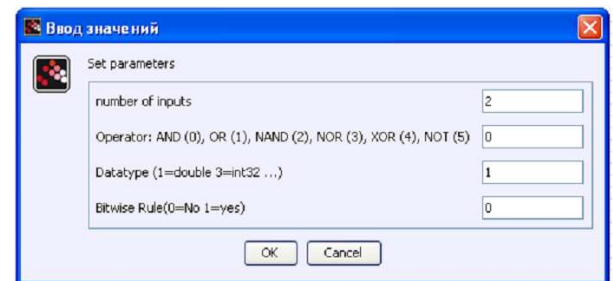 Ввод значений
Set parameters
number of inputs 2
Operator: AND (0), OR (1), NAND (2), NOR (3), XOR (4), NOT (5) 0
Datatype (1=double 3=int32 ...) 1
Bitwise Rule(0=No 1=yes) 0
OK Cancel